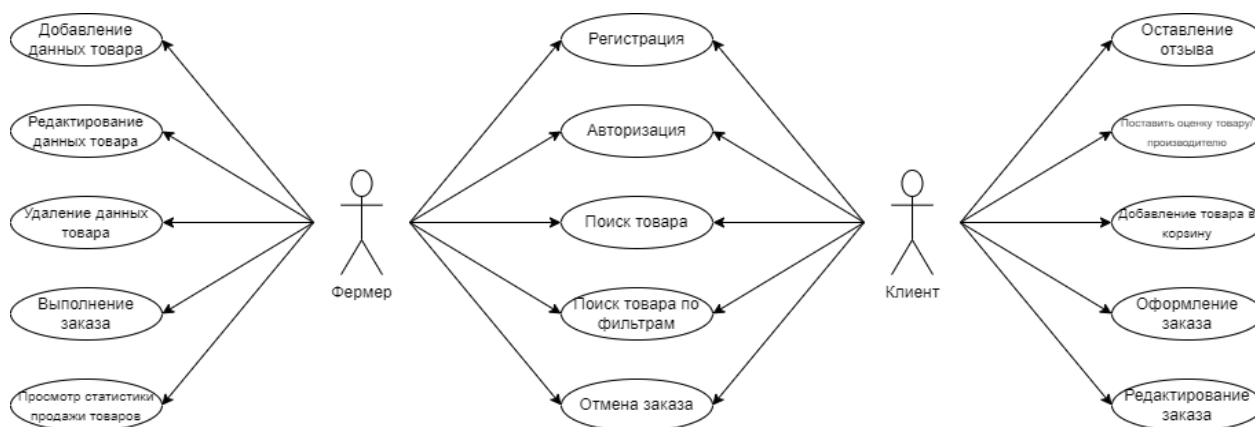 Добавление
данных товара
Редактирование
данных товара
Удаление данных
товара
Выполнение
заказа
Просмотр статистики
продажи товаров
Фермер
Регистрация
Авторизация
Поиск товара
Поиск товара по
фильтрам
Отмена заказа
Клиент
Оставление
отзыва
Поставить оценку товару/
производителю
Добавление товара в
корзину
Оформление
заказа
Редактирование
заказа